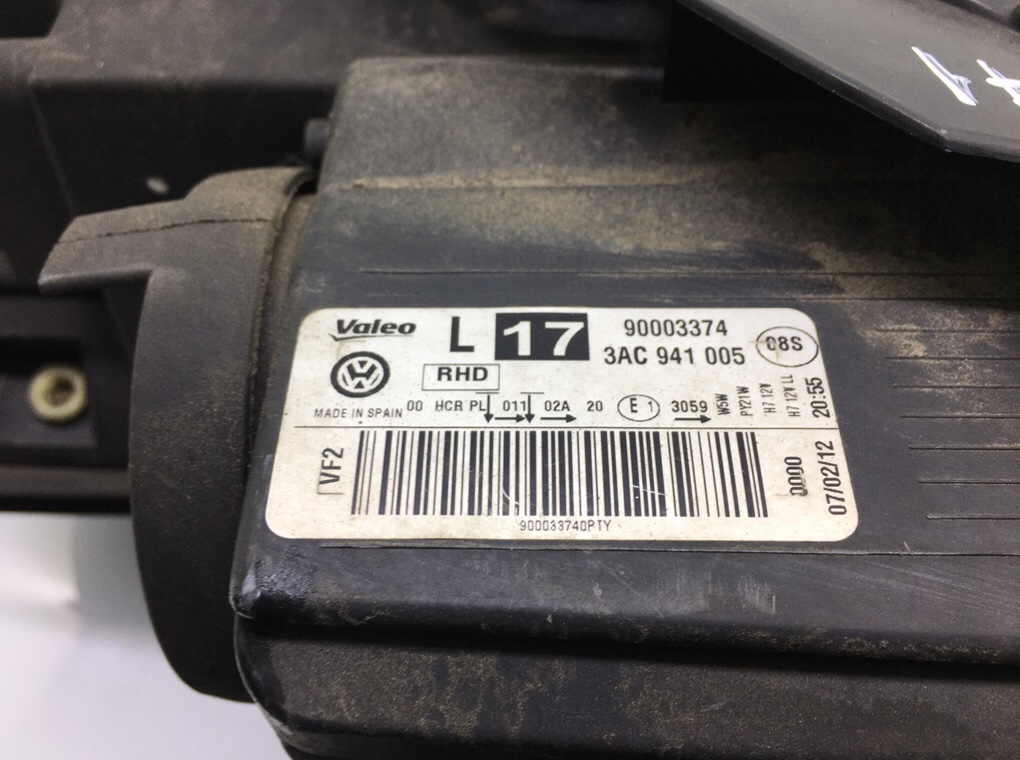 Valeo L 17 90003374
3AC 941 005 08S
RHD
MADE IN SPAIN 00 HCR PL 011 02A 20 E 1 3059
W5W
PY21W
H7 12V
H7 12V LL
20:55
VF2
0000
07/02/12
900033740PTY